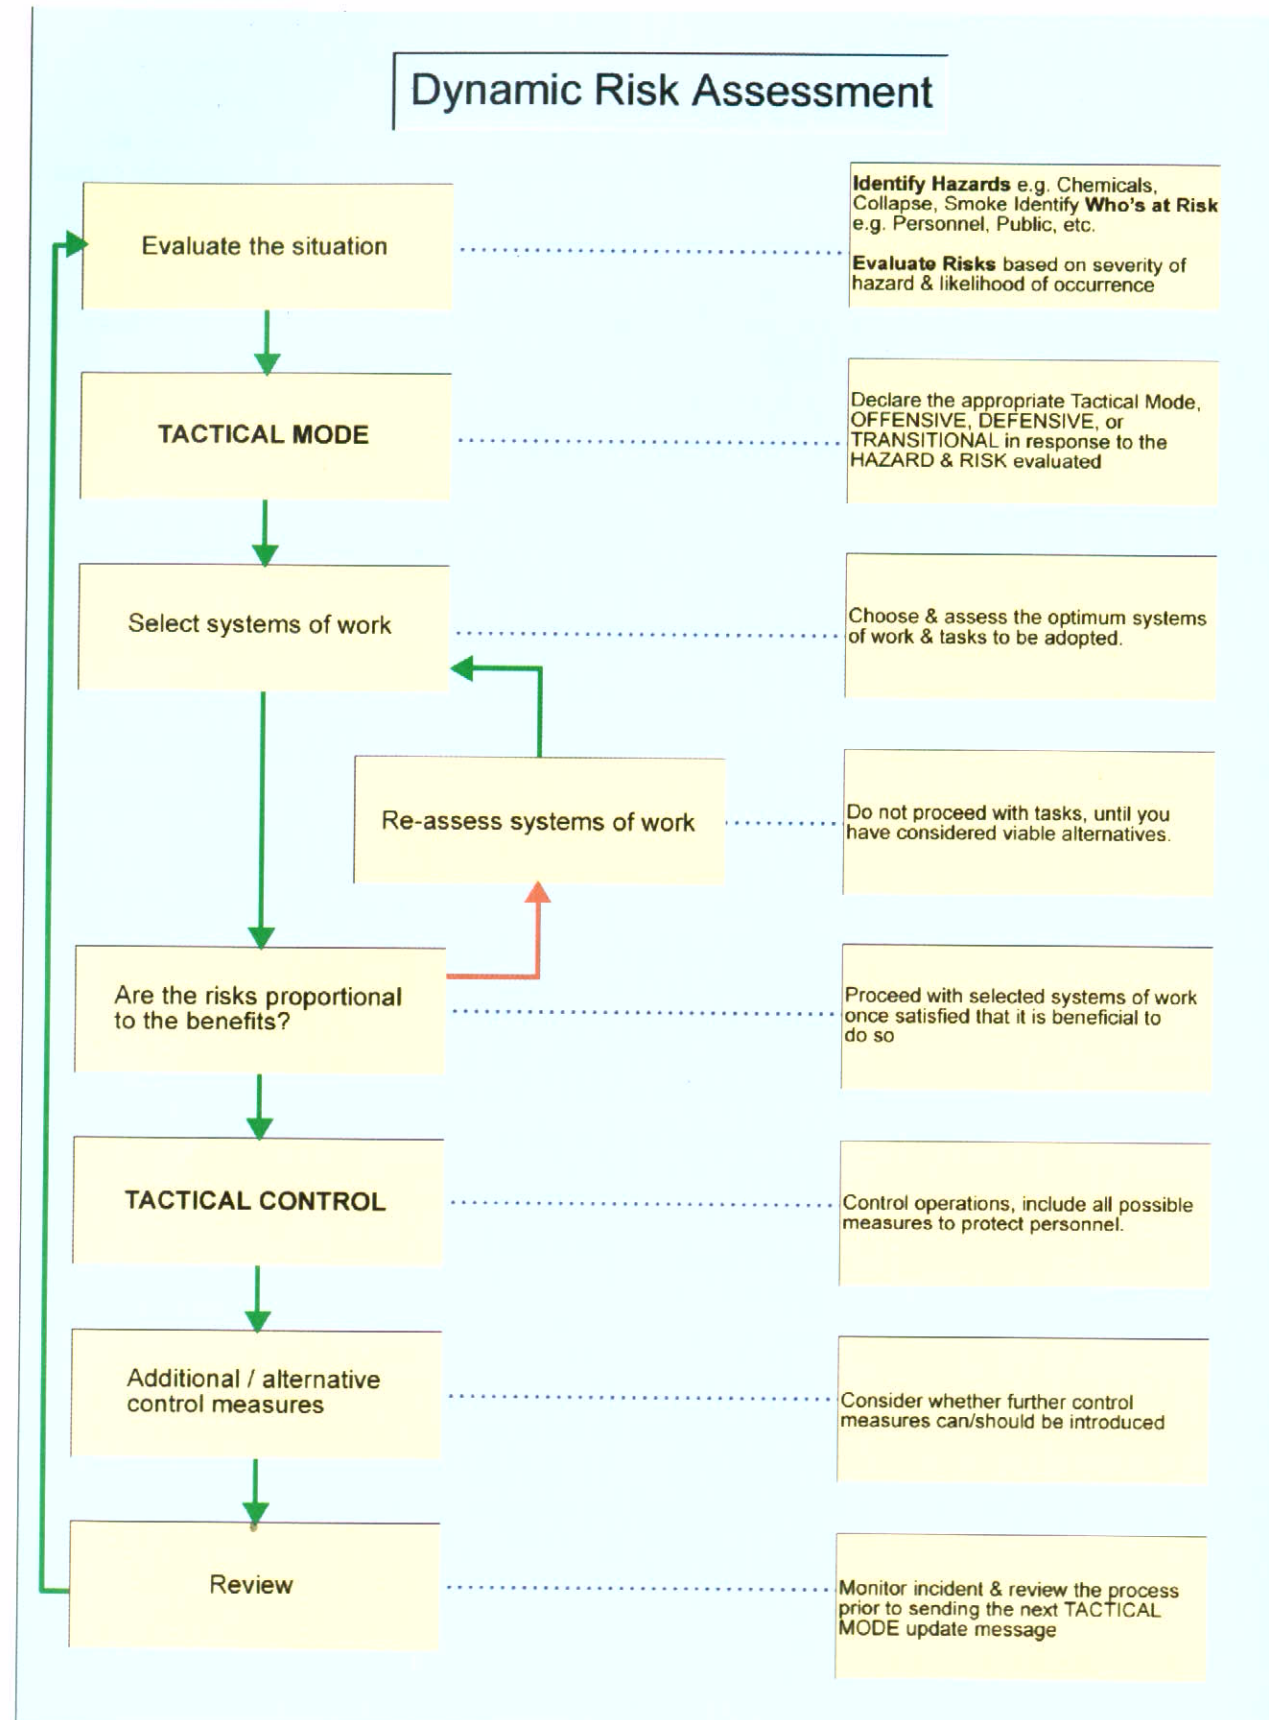 Dynamic Risk Assessment
Evaluate the situation
Identify Hazards e.g. Chemicals,
Collapse, Smoke Identify Who's at Risk
e.g. Personnel, Public, etc.
Evaluate Risks based on severity of
hazard & likelihood of occurrence
TACTICAL MODE
Declare the appropriate Tactical Mode,
OFFENSIVE, DEFENSIVE, or
TRANSITIONAL in response to the
HAZARD & RISK evaluated
Select systems of work
Choose & assess the optimum systems
of work & tasks to be adopted.
Re-assess systems of work
Do not proceed with tasks, until you
have considered viable alternatives.
Are the risks proportional
to the benefits?
Proceed with selected systems of work
once satisfied that it is beneficial to
do so
TACTICAL CONTROL
Control operations, include all possible
measures to protect personnel.
Additional / alternative
control measures
Consider whether further control
measures can/should be introduced
Review
Monitor incident & review the process
prior to sending the next TACTICAL
MODE update message